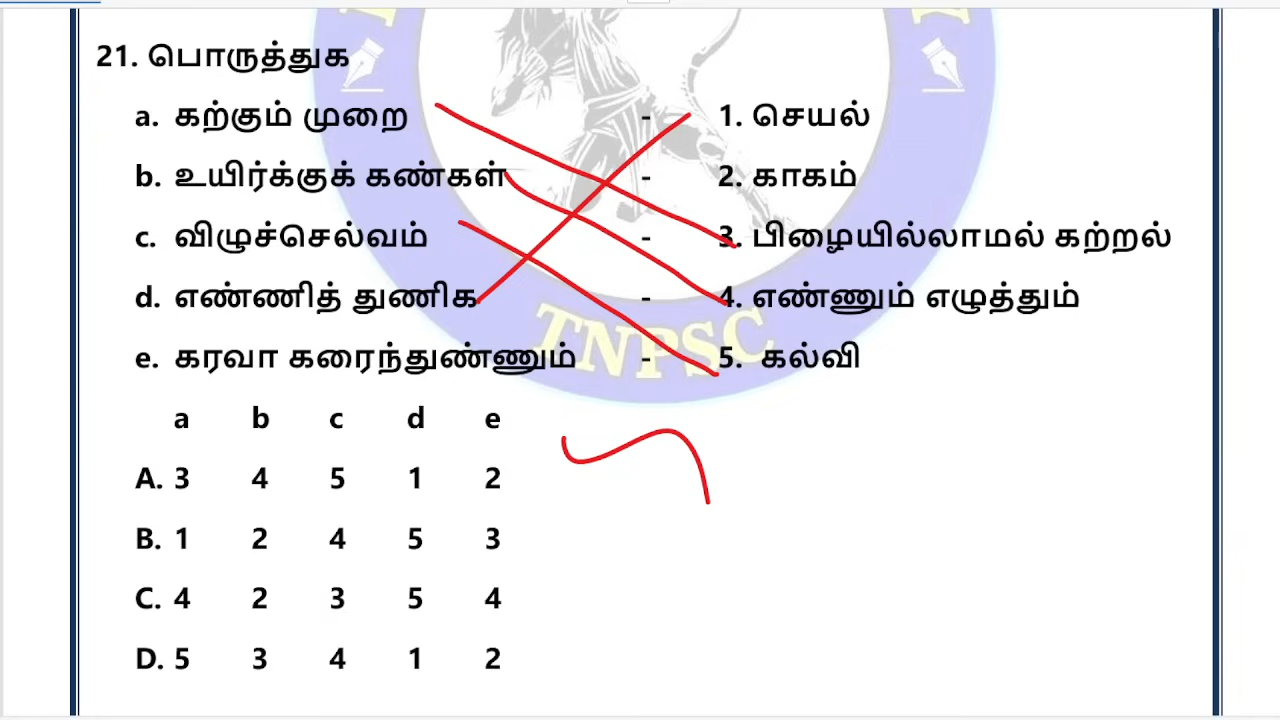 21. பொருத்துக
a. கற்கும் முறை - 1. செயல்
b. உயிர்க்குக் கண்கள் - 2. காகம்
c. விழுச்செல்வம் - 3. பிழையில்லாமல் கற்றல்
d. எண்ணித் துணிக - 4. எண்ணும் எழுத்தும்
e. கரவா கரைந்துண்ணும் - 5. கல்வி
TNPSC
a b c d e
A. 3 4 5 1 2
B. 1 2 4 5 3
C. 4 2 3 5 4
D. 5 3 4 1 2